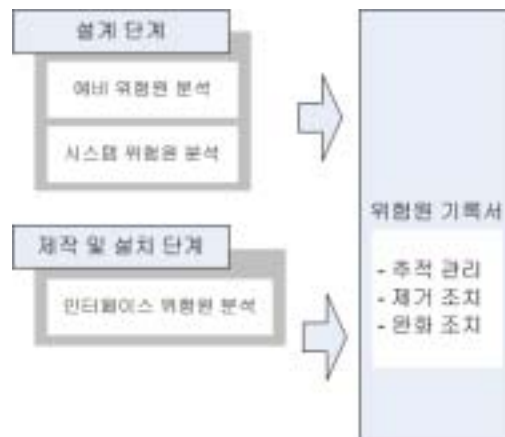 설계 단계
예비 위험원 분석
시스템 위험원 분석
제작 및 설치 단계
인터페이스 위험원 분석
위험원 기록서
- 추적 관리
- 제거 조치
- 완화 조치